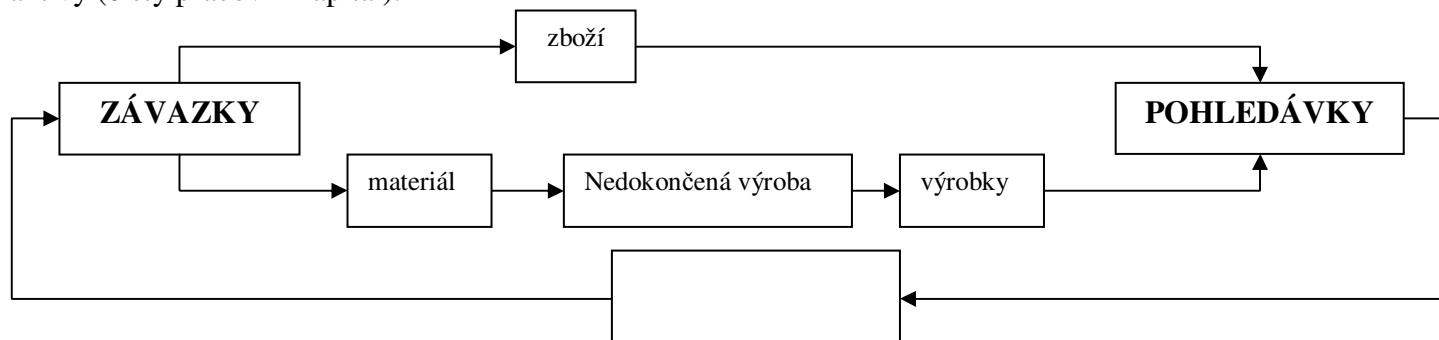 zboží
ZÁVAZKY
POHLEDÁVKY
materiál
Nedokončená výroba
výrobky